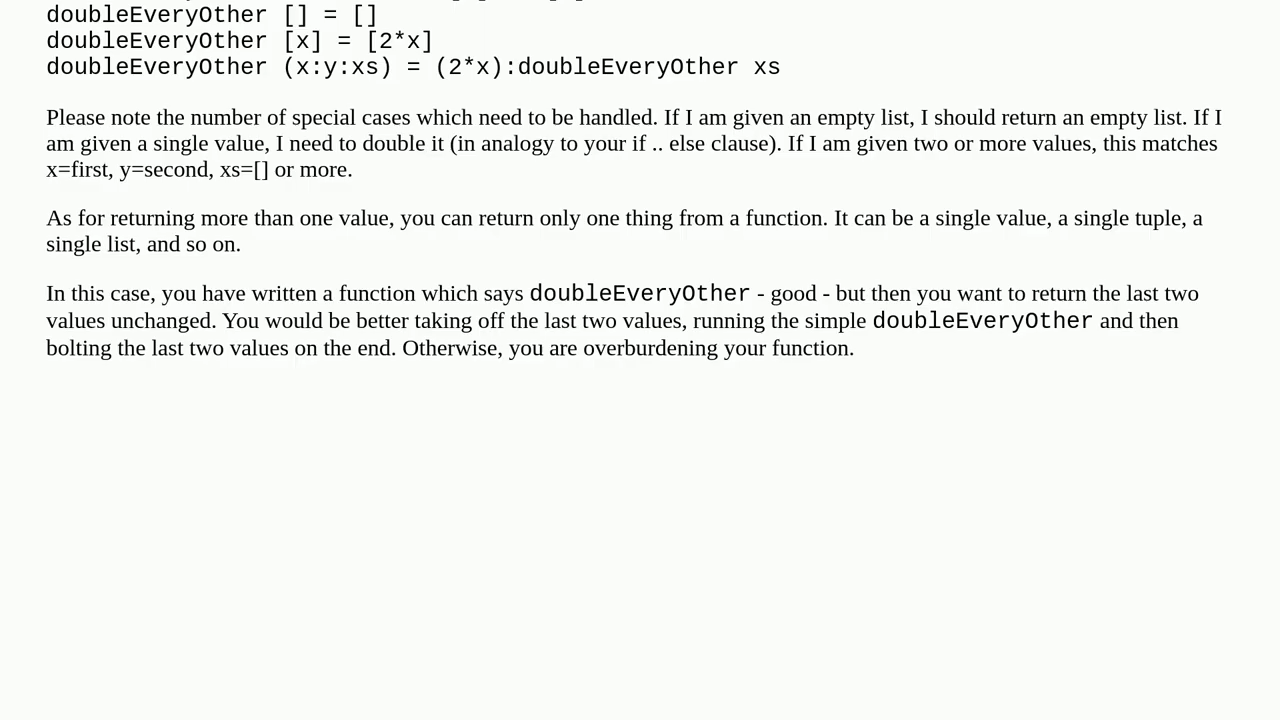 doubleEveryOther [] = []
doubleEveryOther [x] = [2*x]
doubleEveryOther (x:y:xs) = (2*x):doubleEveryOther xs
Please note the number of special cases which need to be handled. If I am given an empty list, I should return an empty list. If I
am given a single value, I need to double it (in analogy to your if .. else clause). If I am given two or more values, this matches
x=first, y=second, xs=[] or more.
As for returning more than one value, you can return only one thing from a function. It can be a single value, a single tuple, a
single list, and so on.
In this case, you have written a function which says doubleEveryOther - good - but then you want to return the last two
values unchanged. You would be better taking off the last two values, running the simple doubleEveryOther and then
bolting the last two values on the end. Otherwise, you are overburdening your function.